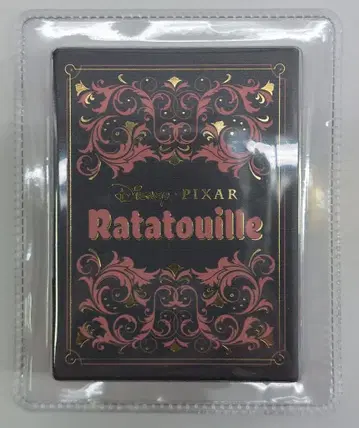 Disney · PIXAR
Ratatouille